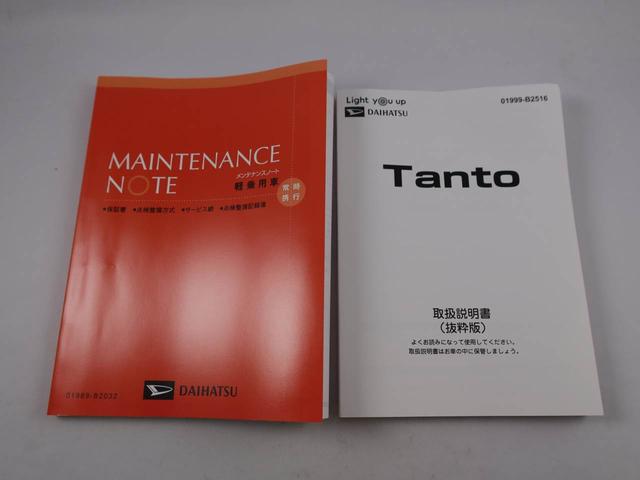 MAINTENANCE
NOTE
メンテナンスノート
軽乗用車
常時
携行
●保証書 ●点検整備方式 ●サービス網 ●点検整備記録簿
DAIHATSU
01989-B2032
Light you up
DAIHATSU
01999-B2516
Tanto
取扱説明書
（抜粋版）
よくお読みになって使用してください。
取扱説明書はお車の中に保管しましょう。